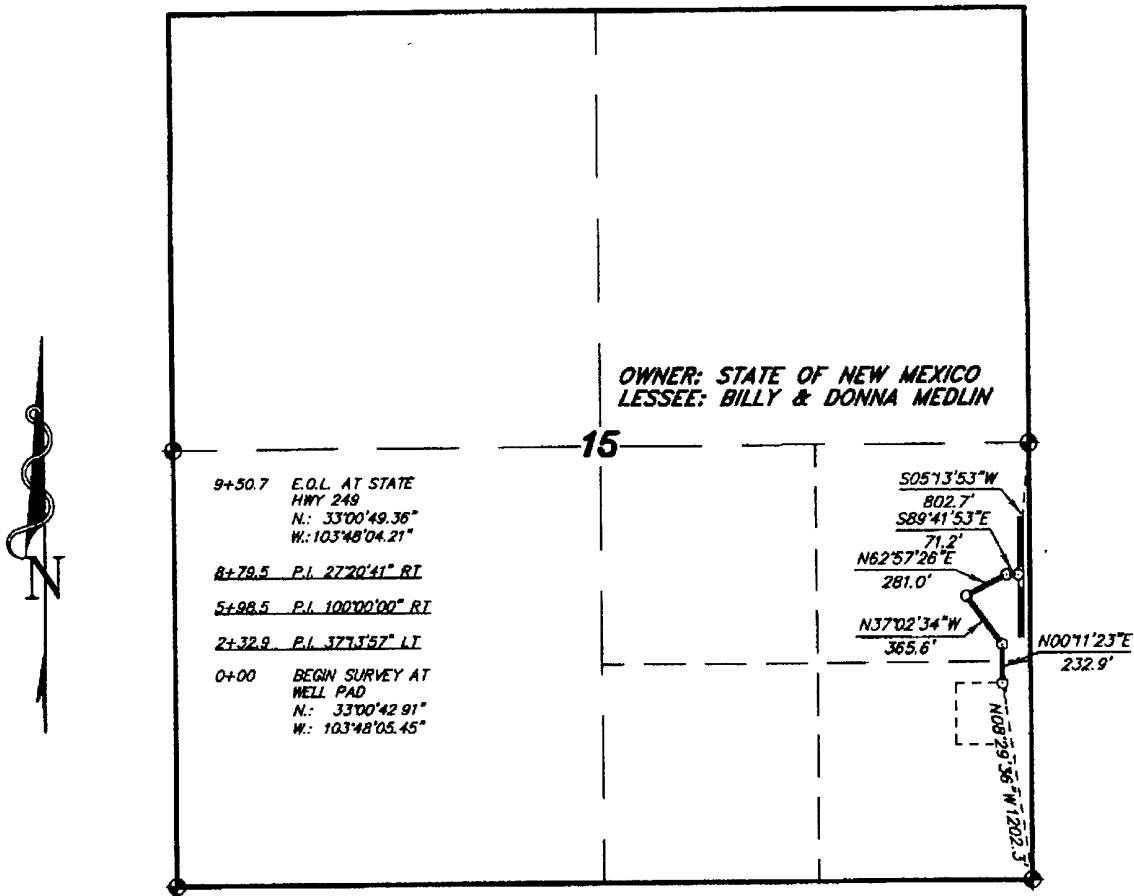 OWNER: STATE OF NEW MEXICO
LESSEE: BILLY & DONNA MEDLIN
15
9+50.7 E.O.L. AT STATE
HWY 249
N.: 33°00'49.36"
W.: 103°48'04.21"
8+79.5 P.I. 27°20'41" RT
5+98.5 P.I. 100°00'00" RT
2+32.9 P.I. 37°13'57" LT
0+00 BEGIN SURVEY AT
WELL PAD
N.: 33°00'42.91"
W.: 103°48'05.45"
S05°13'53"W
802.7'
S89°41'53"E
71.2'
N62°57'26"E
281.0'
N37°02'34"W
365.6'
N00°11'23"E
232.9'
N08°29'36"W 1202.3'
N